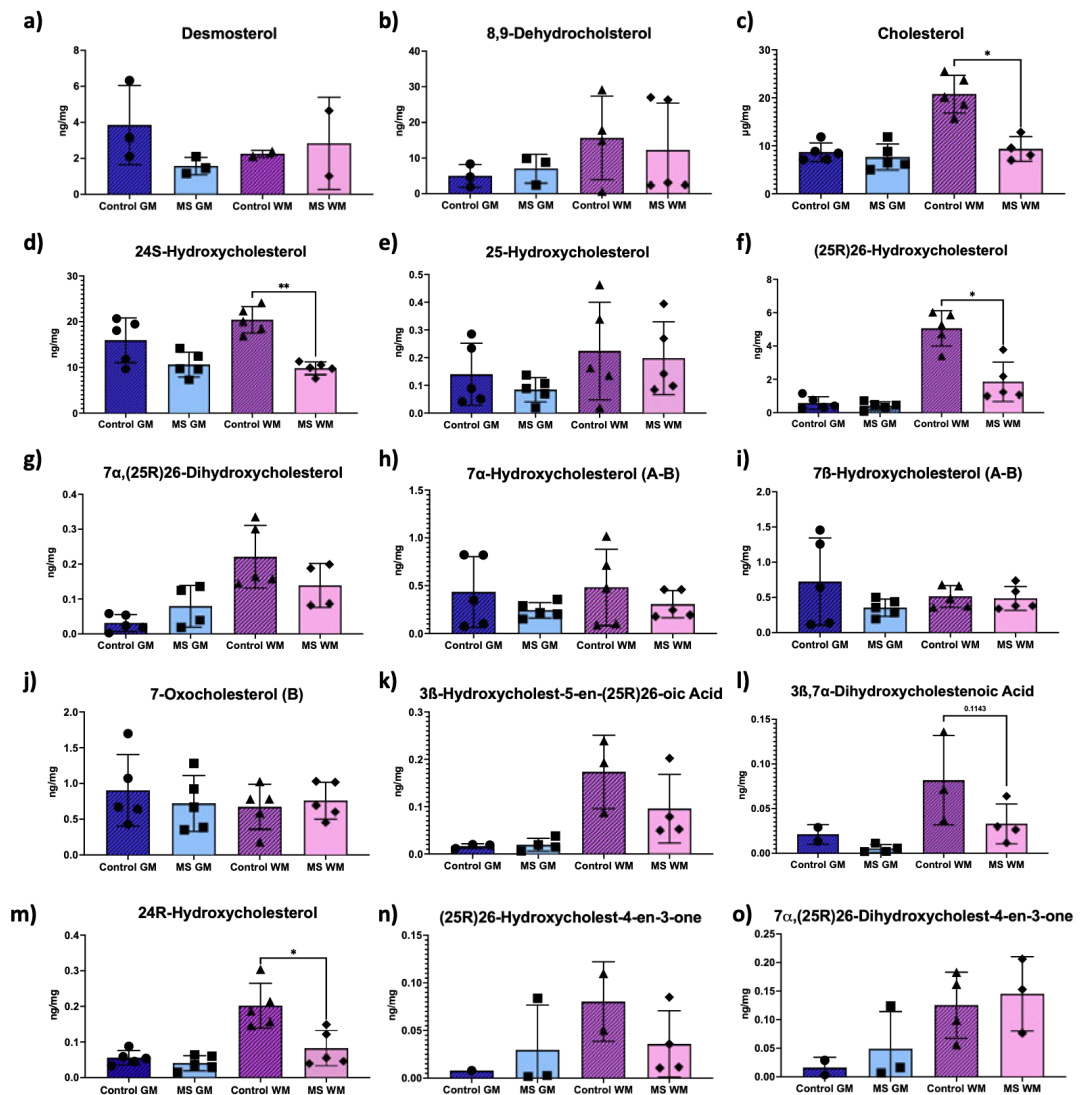 a)
Desmosterol
8
6
4
2
0
ng/mg
Control GM
MS GM
Control WM
MS WM
b)
8,9-Dehydrocholsterol
40
30
20
10
0
ng/mg
Control GM
MS GM
Control WM
MS WM
c)
Cholesterol
30
20
10
0
µg/mg
*
Control GM
MS GM
Control WM
MS WM
d)
24S-Hydroxycholesterol
30
20
10
0
ng/mg
**
Control GM
MS GM
Control WM
MS WM
e)
25-Hydroxycholesterol
0.5
0.4
0.3
0.2
0.1
0.0
ng/mg
Control GM
MS GM
Control WM
MS WM
f)
(25R)26-Hydroxycholesterol
8
6
4
2
0
ng/mg
*
Control GM
MS GM
Control WM
MS WM
g)
7α,(25R)26-Dihydroxycholesterol
0.4
0.3
0.2
0.1
0.0
ng/mg
Control GM
MS GM
Control WM
MS WM
h)
7α-Hydroxycholesterol (A-B)
1.5
1.0
0.5
0.0
ng/mg
Control GM
MS GM
Control WM
MS WM
i)
7ß-Hydroxycholesterol (A-B)
2.0
1.5
1.0
0.5
0.0
ng/mg
Control GM
MS GM
Control WM
MS WM
j)
7-Oxocholesterol (B)
2.0
1.5
1.0
0.5
0.0
ng/mg
Control GM
MS GM
Control WM
MS WM
k)
3ß-Hydroxycholest-5-en-(25R)26-oic Acid
0.3
0.2
0.1
0.0
ng/mg
Control GM
MS GM
Control WM
MS WM
l)
3ß,7α-Dihydroxycholestenoic Acid
0.15
0.10
0.05
0.00
ng/mg
0.1143
Control GM
MS GM
Control WM
MS WM
m)
24R-Hydroxycholesterol
0.4
0.3
0.2
0.1
0.0
ng/mg
*
Control GM
MS GM
Control WM
MS WM
n)
(25R)26-Hydroxycholest-4-en-3-one
0.15
0.10
0.05
0.00
ng/mg
Control GM
MS GM
Control WM
MS WM
o)
7α,(25R)26-Dihydroxycholest-4-en-3-one
0.25
0.20
0.15
0.10
0.05
0.00
ng/mg
Control GM
MS GM
Control WM
MS WM